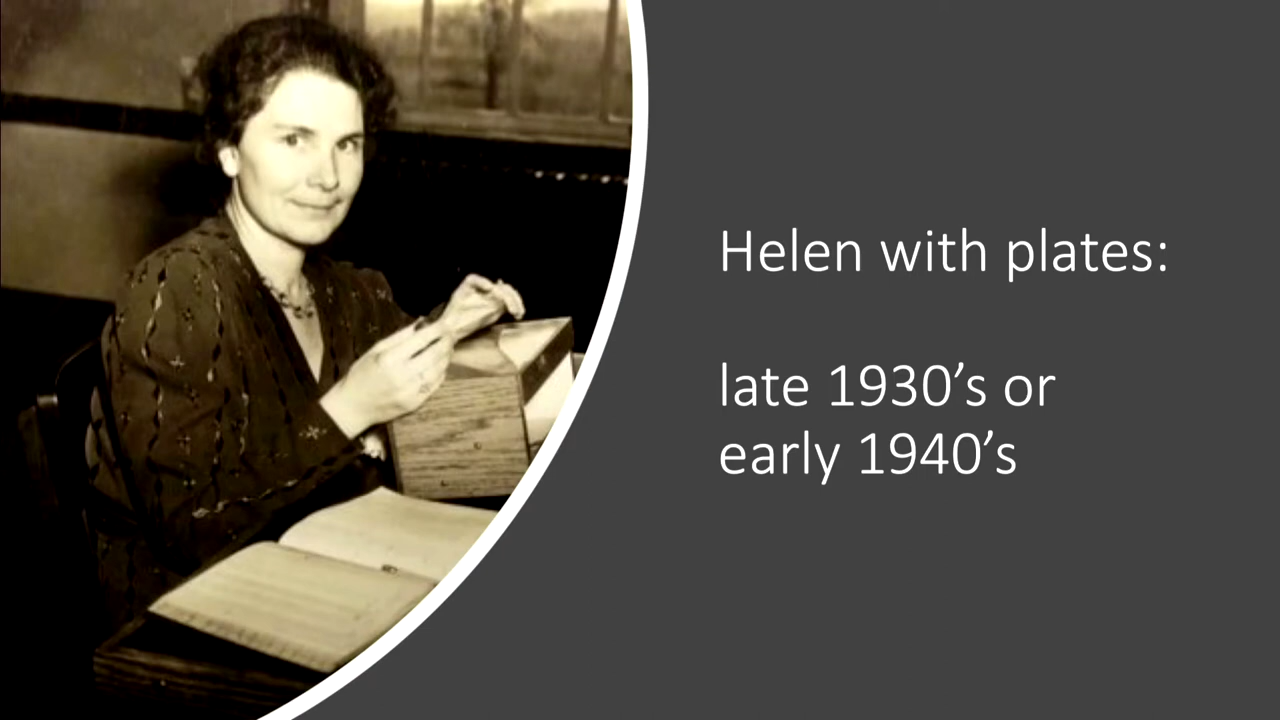 Helen with plates:
late 1930’s or
early 1940’s